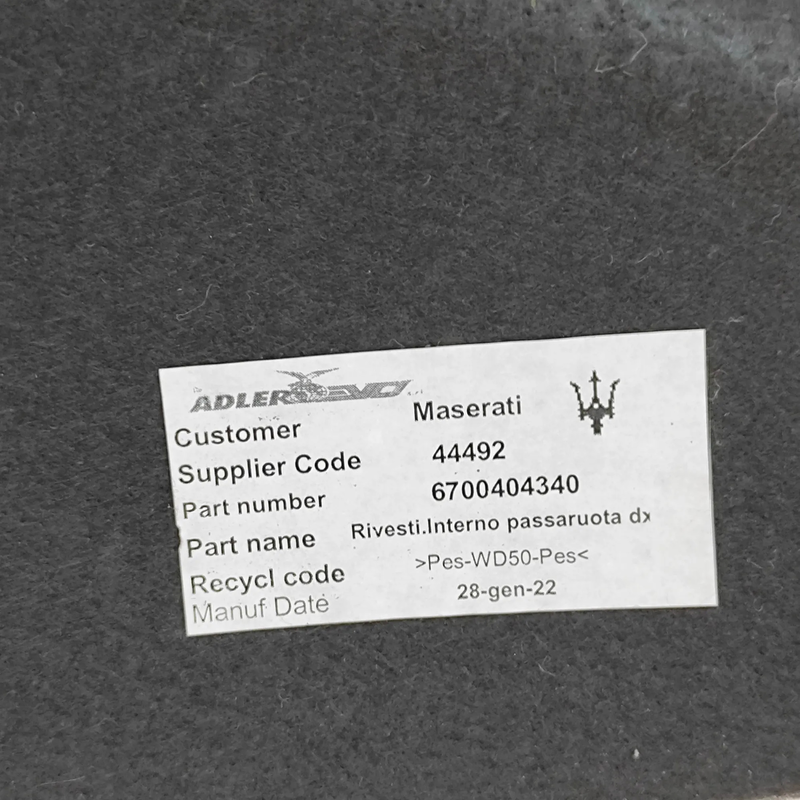 ADLER EVO
Customer Maserati
Supplier Code 44492
Part number 6700404340
Part name Rivesti.Interno passaruota dx
Recycl code >Pes-WD50-Pes<
Manuf Date 28-gen-22